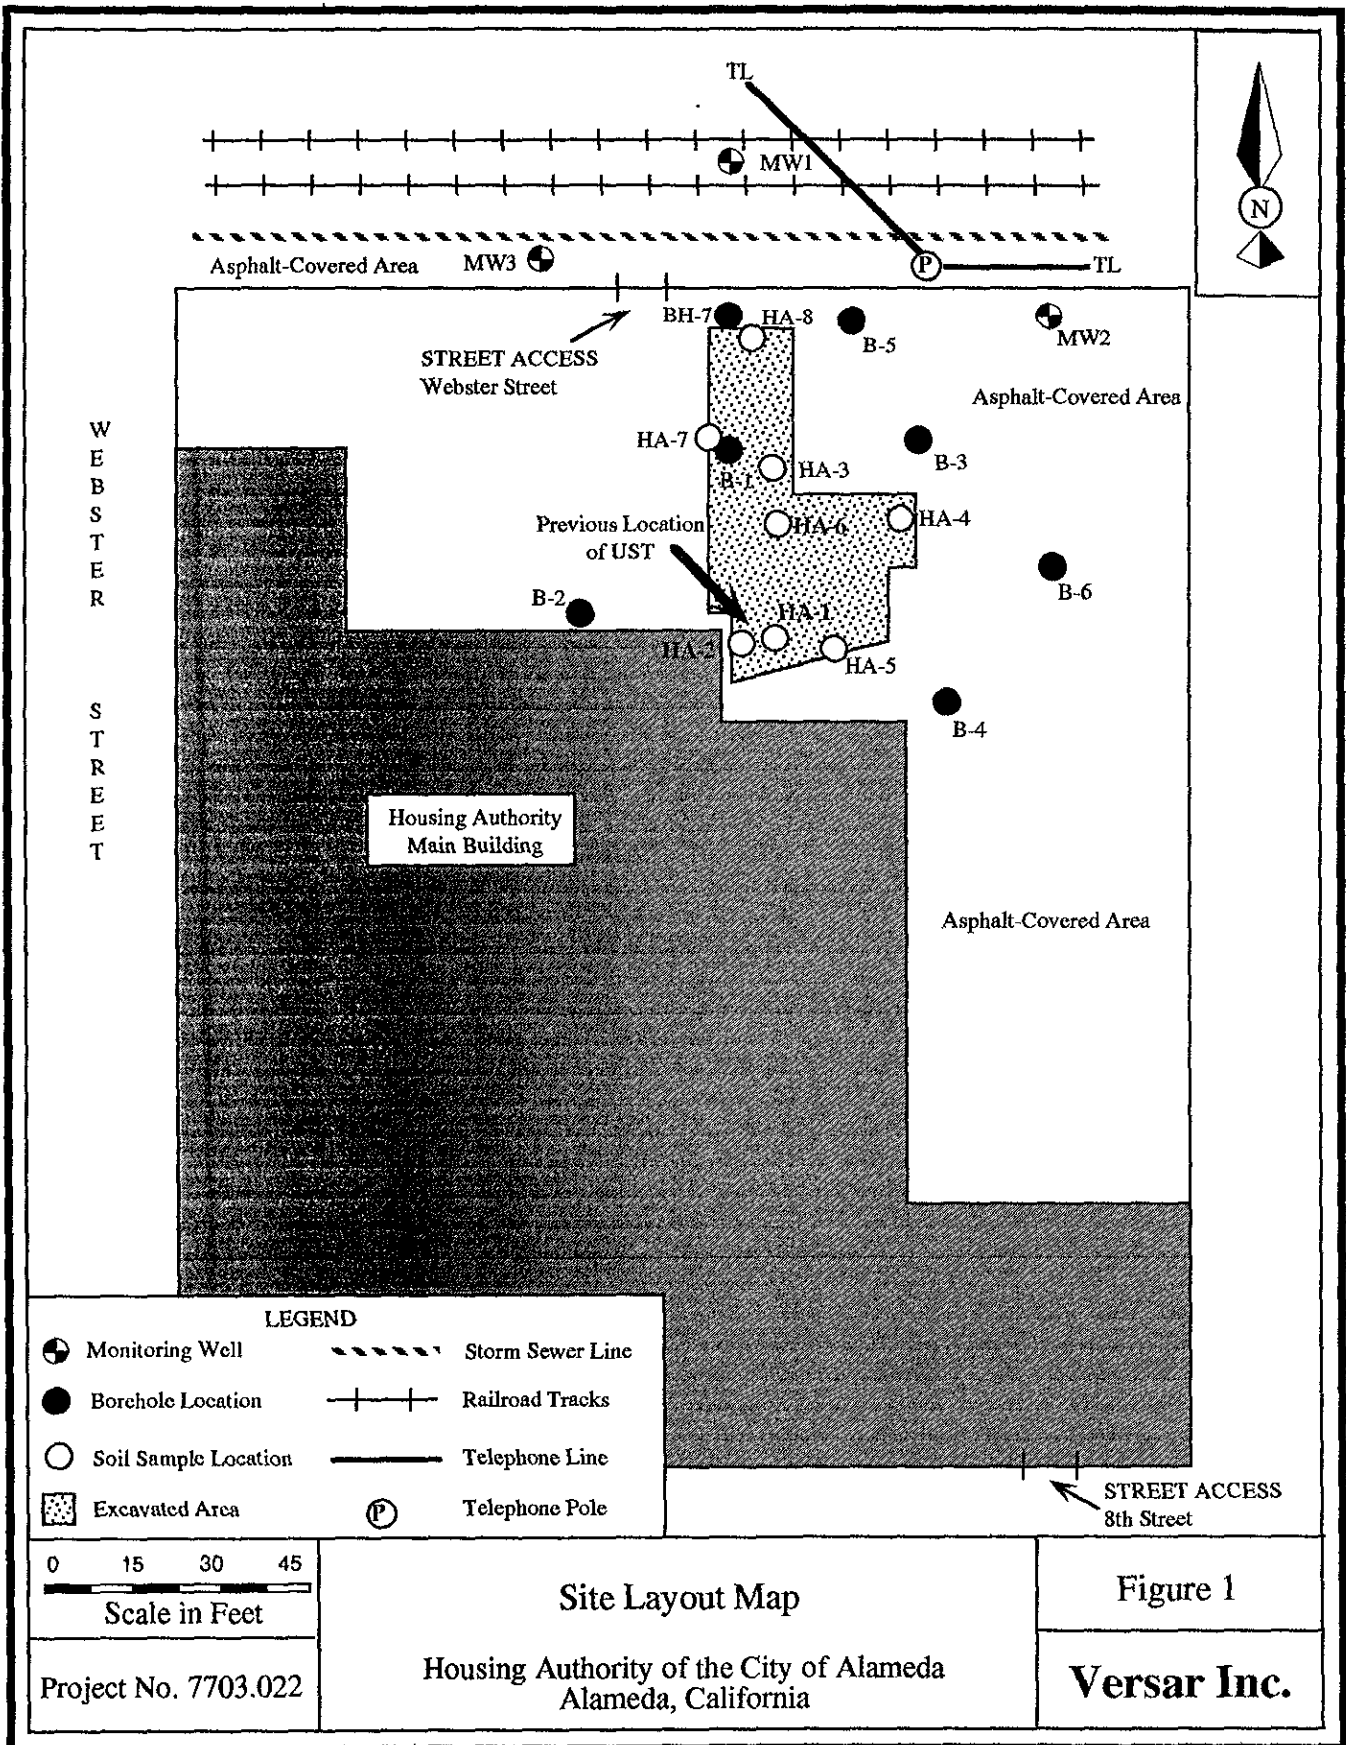 TL
MW1
N
Asphalt-Covered Area
MW3
P
TL
BH-7
HA-8
B-5
MW2
STREET ACCESS
Webster Street
Asphalt-Covered Area
WEBSTER STREET
HA-7
B-1
HA-3
B-3
Previous Location
of UST
HA-6
HA-4
B-2
HA-1
B-6
HA-2
HA-5
B-4
Housing Authority
Main Building
Asphalt-Covered Area
LEGEND
Monitoring Well
Storm Sewer Line
Borehole Location
Railroad Tracks
Soil Sample Location
Telephone Line
Excavated Area
P
Telephone Pole
STREET ACCESS
8th Street
0 15 30 45
Scale in Feet
Project No. 7703.022
Site Layout Map
Housing Authority of the City of Alameda
Alameda, California
Figure 1
Versar Inc.